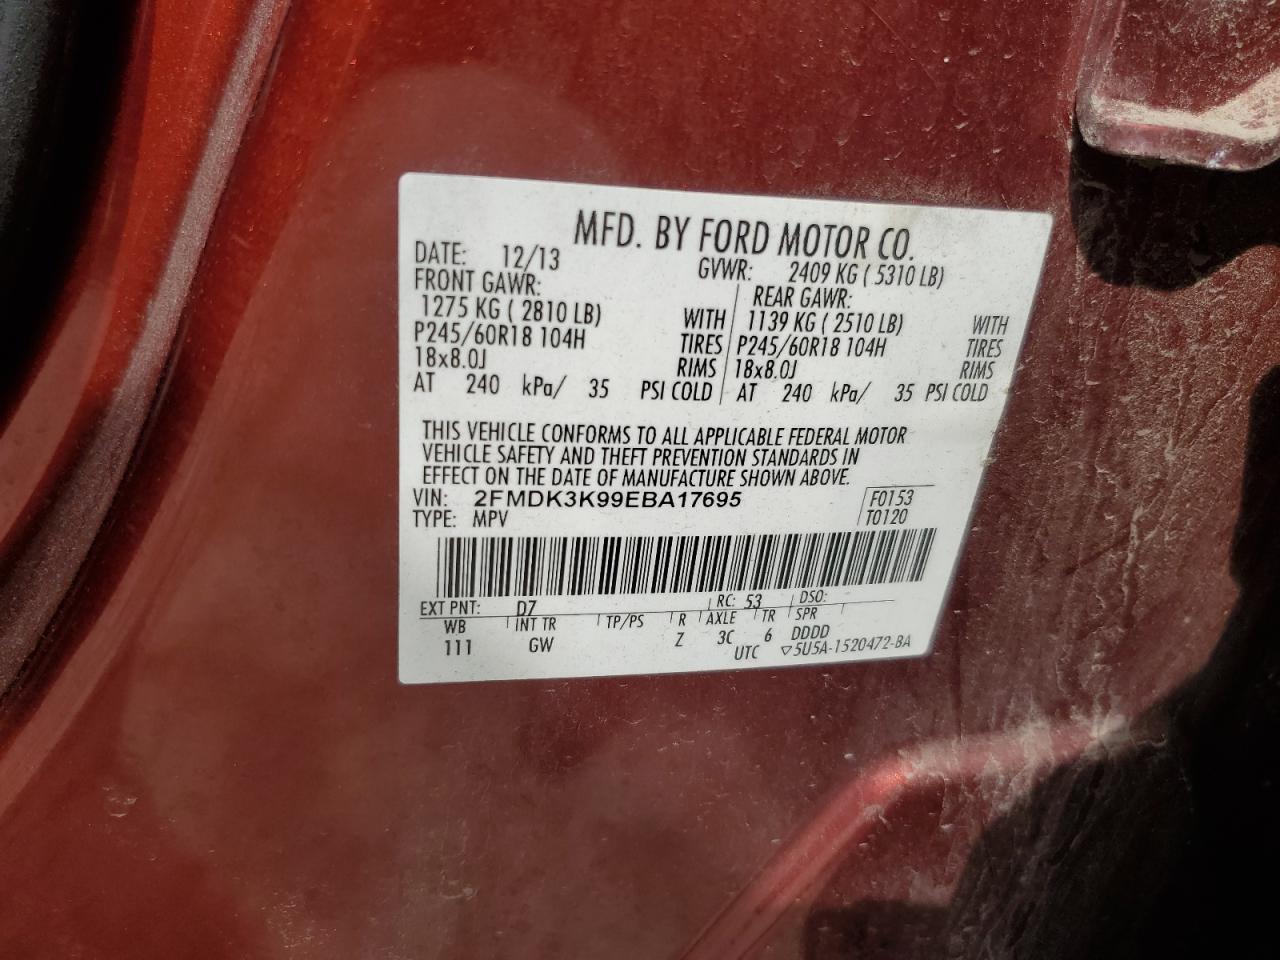 MFD. BY FORD MOTOR CO.
DATE: 12/13 GVWR: 2409 KG ( 5310 LB)
FRONT GAWR: REAR GAWR:
1275 KG ( 2810 LB) WITH 1139 KG ( 2510 LB) WITH
P245/60R18 104H TIRES P245/60R18 104H TIRES
18x8.0J RIMS 18x8.0J RIMS
AT 240 kPa/ 35 PSI COLD AT 240 kPa/ 35 PSI COLD
THIS VEHICLE CONFORMS TO ALL APPLICABLE FEDERAL MOTOR
VEHICLE SAFETY AND THEFT PREVENTION STANDARDS IN
EFFECT ON THE DATE OF MANUFACTURE SHOWN ABOVE.
VIN: 2FMDK3K99EBA17695 F0153
TYPE: MPV T0120
EXT PNT: D7 RC: 53 DSO:
WB INT TR TP/PS R AXLE TR SPR
111 GW Z 3C 6 DDDD
UTC ▽5U5A-1520472-BA